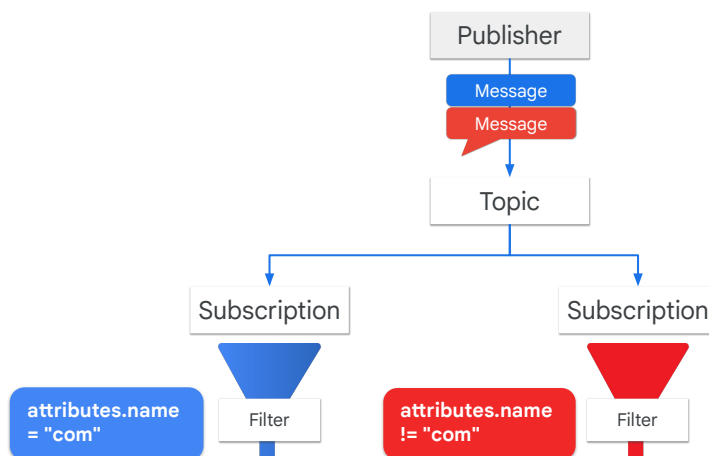 Publisher
Message
Message
Topic
Subscription
Subscription
attributes.name
= "com"
Filter
attributes.name
!= "com"
Filter